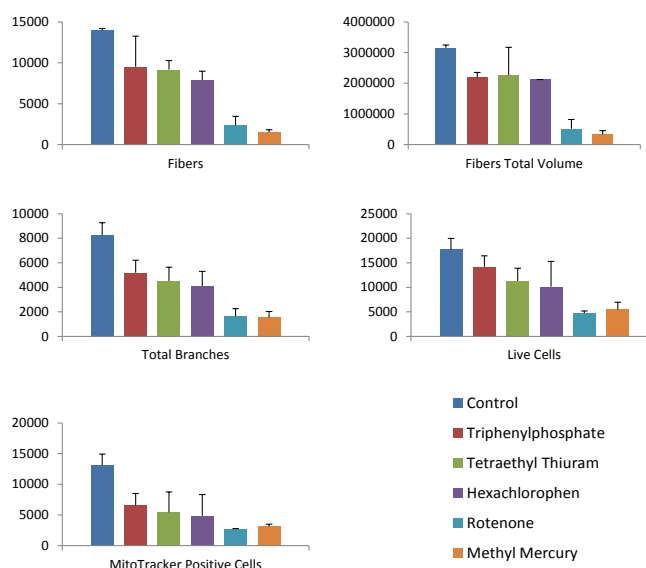 15000
10000
5000
0
Fibers
4000000
3000000
2000000
1000000
0
Fibers Total Volume
10000
8000
6000
4000
2000
0
Total Branches
25000
20000
15000
10000
5000
0
Live Cells
20000
15000
10000
5000
0
MitoTracker Positive Cells
Control
Triphenylphosphate
Tetraethyl Thiuram
Hexachlorophen
Rotenone
Methyl Mercury